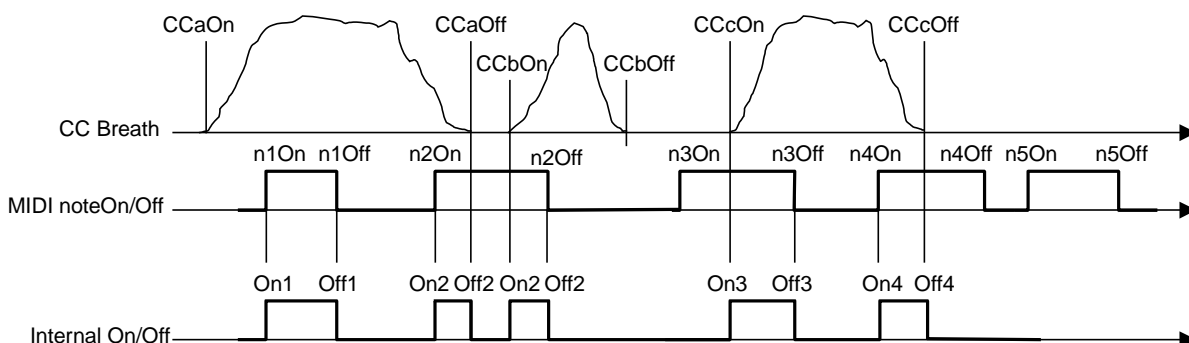 CCaOn CCaOff CCcOn CCcOff
CCbOn CCbOff
CC Breath
n1On n1Off n2On n2Off n3On n3Off n4On n4Off n5On n5Off
MIDI noteOn/Off
On1 Off1 On2 Off2 On2 Off2 On3 Off3 On4 Off4
Internal On/Off